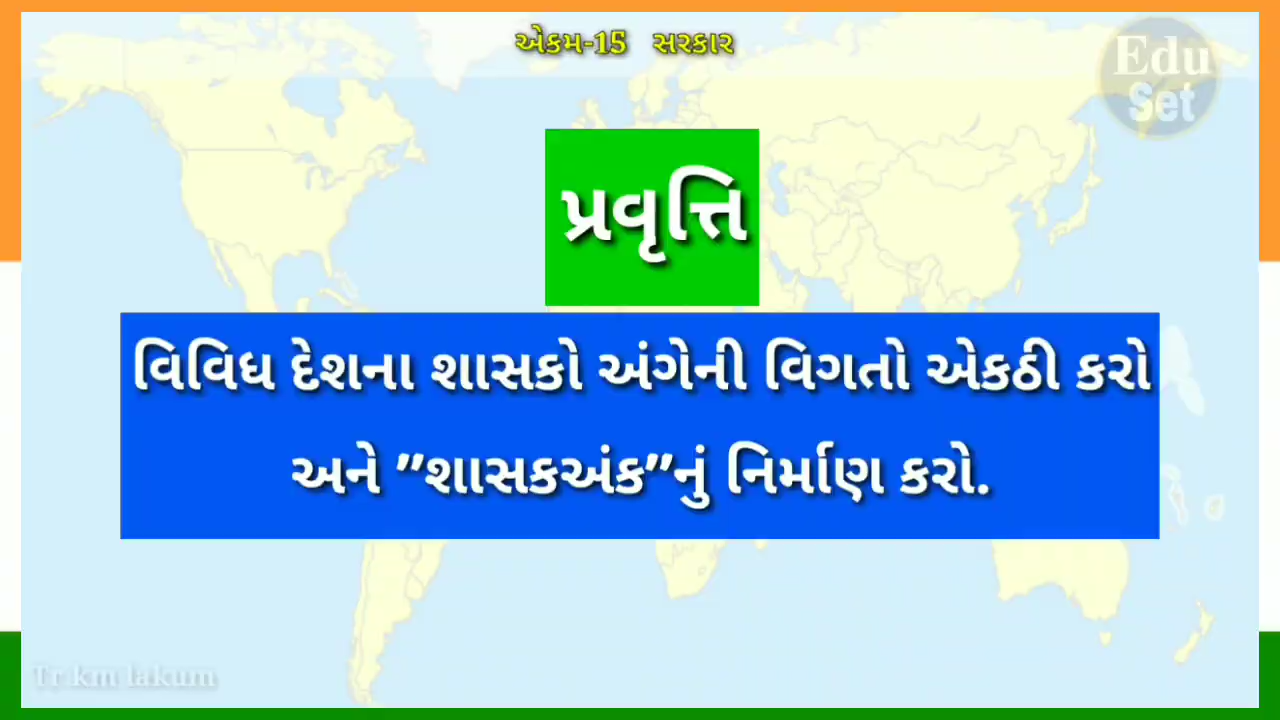 એકમ-15 સરકાર
Edu
Set
પ્રવૃત્તિ
વિવિધ દેશના શાસકો અંગેની વિગતો એકઠી કરો
અને "શાસકઅંક"નું નિર્માણ કરો.
Tr.km lakum